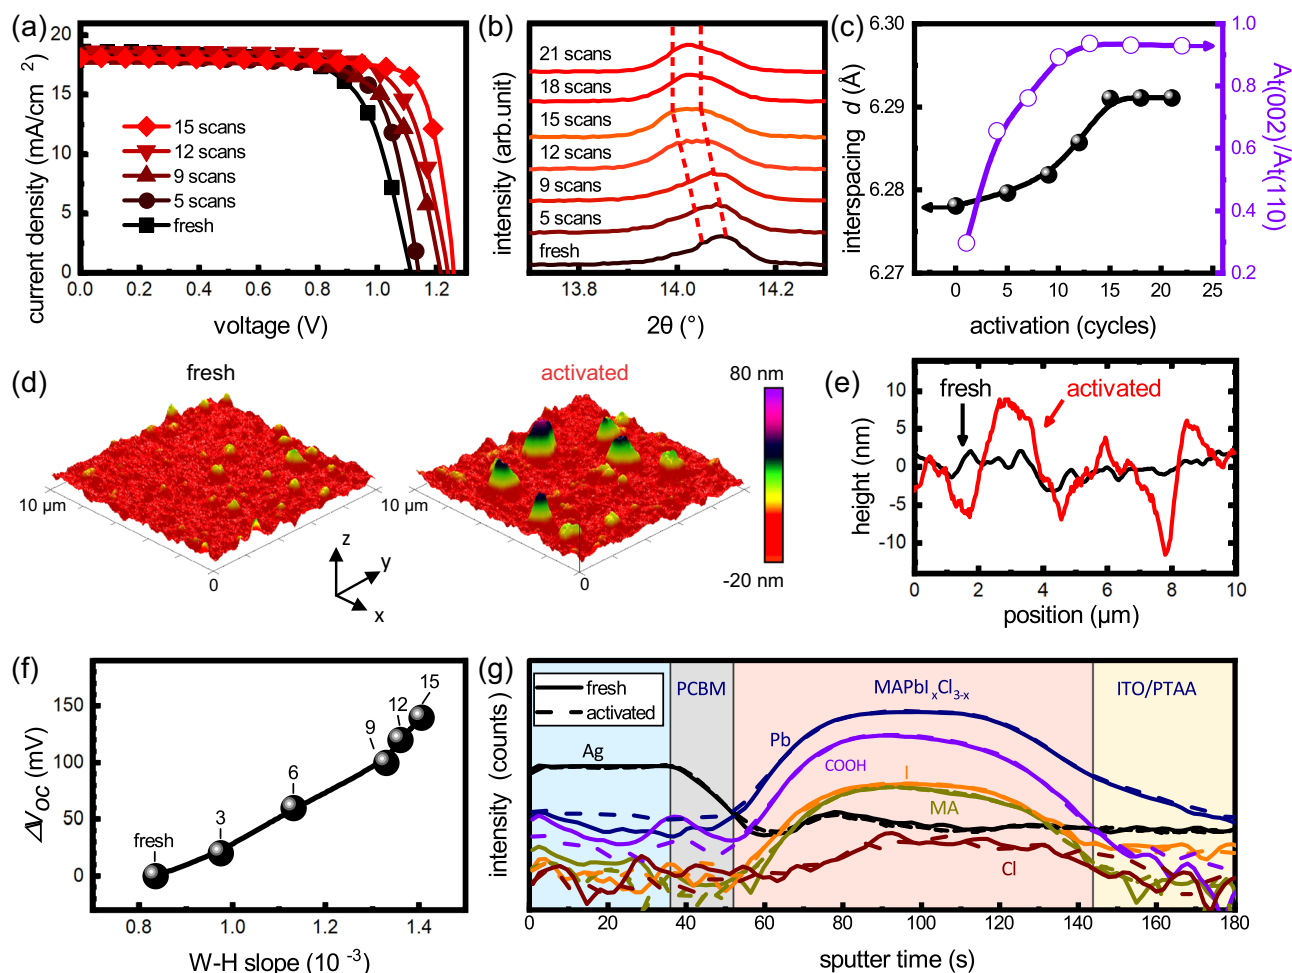 (a)
current density (mA/cm 2)
20
15
10
5
0
15 scans
12 scans
9 scans
5 scans
fresh
0.0 0.2 0.4 0.6 0.8 1.0 1.2
voltage (V)
(b)
intensity (arb.unit)
21 scans
18 scans
15 scans
12 scans
9 scans
5 scans
fresh
13.8 14.0 14.2
2θ (°)
(c)
interspacing d (Å)
6.30
6.29
6.28
6.27
1.0
0.8
0.6
0.4
0.2
At(002)/At(110)
0 5 10 15 20 25
activation (cycles)
(d)
fresh
10 µm
0
activated
10 µm
0
80 nm
-20 nm
z
y
x
(e)
height (nm)
10
5
0
-5
-10
fresh
activated
0 2 4 6 8 10
position (µm)
(f)
ΔVoc (mV)
150
100
50
0
fresh
3
6
9
12
15
0.8 1.0 1.2 1.4
W-H slope (10 -3)
(g)
intensity (counts)
fresh
activated
PCBM
MAPbIxCl3-x
ITO/PTAA
Ag
Pb
COOH
I
MA
Cl
0 20 40 60 80 100 120 140 160 180
sputter time (s)